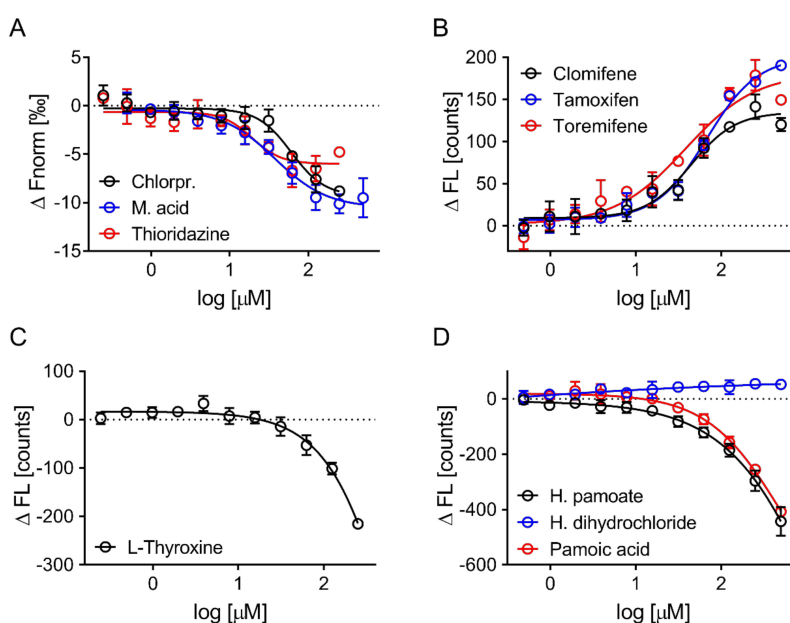 A
Δ Fnorm [‰]
5
0
-5
-10
-15
Chlorpr.
M. acid
Thioridazine
0
1
2
log [μM]
B
Δ FL [counts]
200
150
100
50
0
Clomifene
Tamoxifen
Toremifene
0
1
2
log [μM]
C
Δ FL [counts]
100
0
-100
-200
-300
L-Thyroxine
0
1
2
log [μM]
D
Δ FL [counts]
200
0
-200
-400
-600
H. pamoate
H. dihydrochloride
Pamoic acid
0
1
2
log [μM]